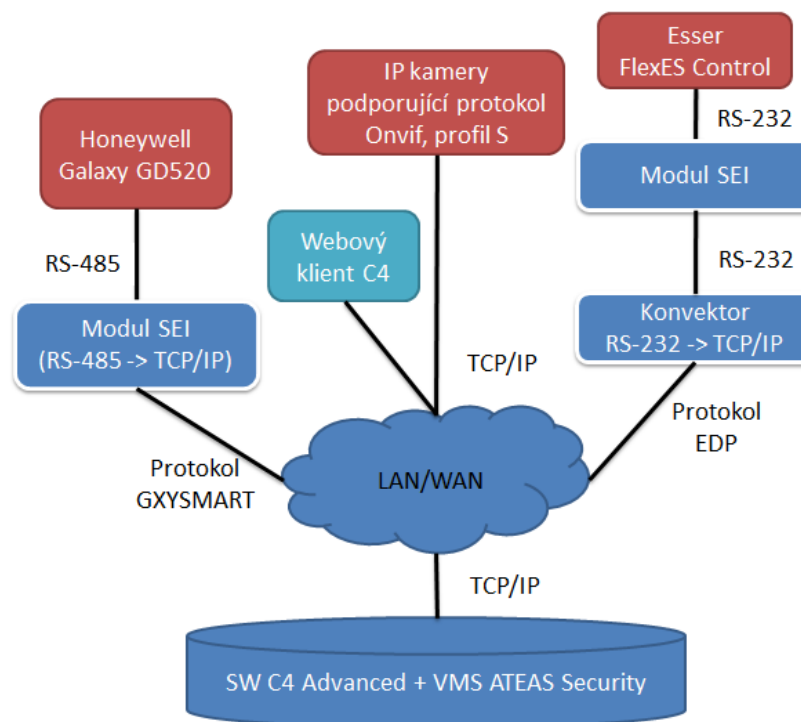 Esser
FlexES Control
IP kamery
podporující protokol
Onvif, profil S
Honeywell
Galaxy GD520
RS-232
Modul SEI
Webový
klient C4
RS-485
RS-232
Modul SEI
(RS-485 -> TCP/IP)
Konvektor
RS-232 -> TCP/IP
TCP/IP
Protokol
EDP
Protokol
GXYSMART
LAN/WAN
TCP/IP
SW C4 Advanced + VMS ATEAS Security